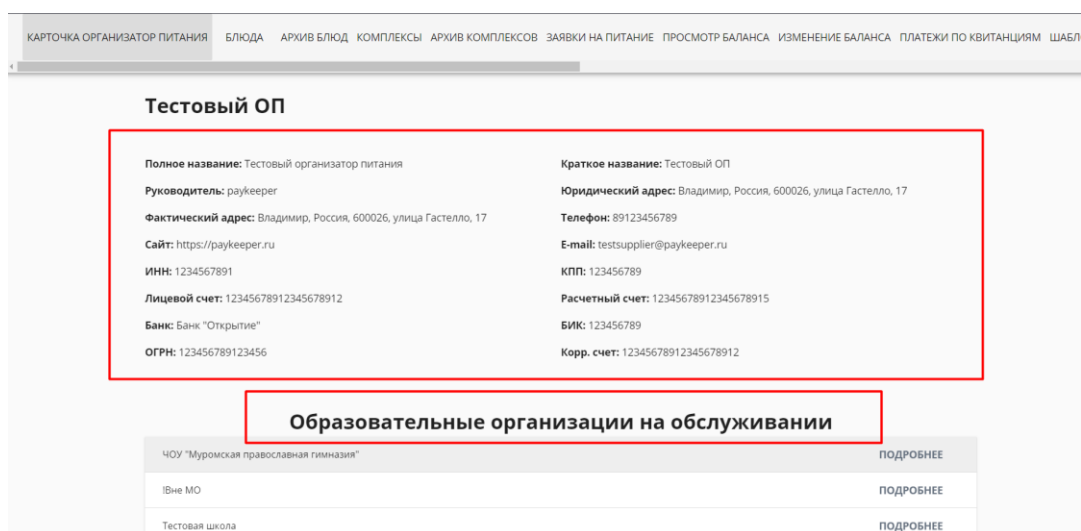 КАРТОЧКА ОРГАНИЗАТОР ПИТАНИЯ БЛЮДА АРХИВ БЛЮД КОМПЛЕКСЫ АРХИВ КОМПЛЕКСОВ ЗАЯВКИ НА ПИТАНИЕ ПРОСМОТР БАЛАНСА ИЗМЕНЕНИЕ БАЛАНСА ПЛАТЕЖИ ПО КВИТАНЦИЯМ ШАБЛ
Тестовый ОП
Полное название: Тестовый организатор питания Краткое название: Тестовый ОП
Руководитель: paykeeper Юридический адрес: Владимир, Россия, 600026, улица Гастелло, 17
Фактический адрес: Владимир, Россия, 600026, улица Гастелло, 17 Телефон: 89123456789
Сайт: https://paykeeper.ru E-mail: testsupplier@paykeeper.ru
ИНН: 1234567891 КПП: 123456789
Лицевой счет: 12345678912345678912 Расчетный счет: 12345678912345678915
Банк: Банк "Открытие" БИК: 123456789
ОГРН: 123456789123456 Корр. счет: 12345678912345678912
Образовательные организации на обслуживании
ЧОУ "Муромская православная гимназия" ПОДРОБНЕЕ
!Вне МО ПОДРОБНЕЕ
Тестовая школа ПОДРОБНЕЕ